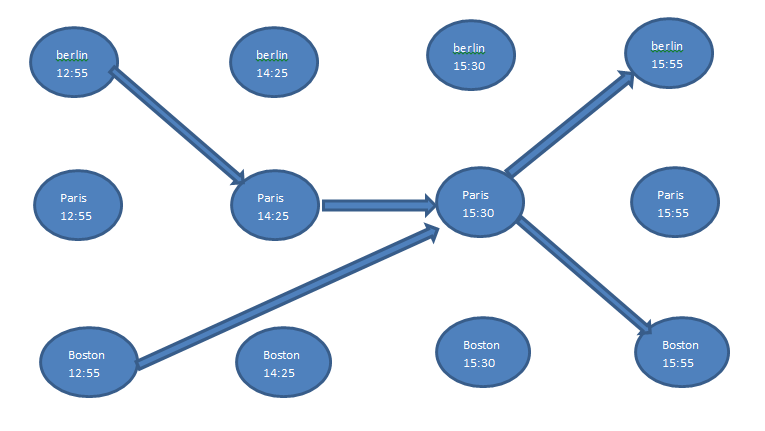 berlin
12:55
berlin
14:25
berlin
15:30
berlin
15:55
Paris
12:55
Paris
14:25
Paris
15:30
Paris
15:55
Boston
12:55
Boston
14:25
Boston
15:30
Boston
15:55